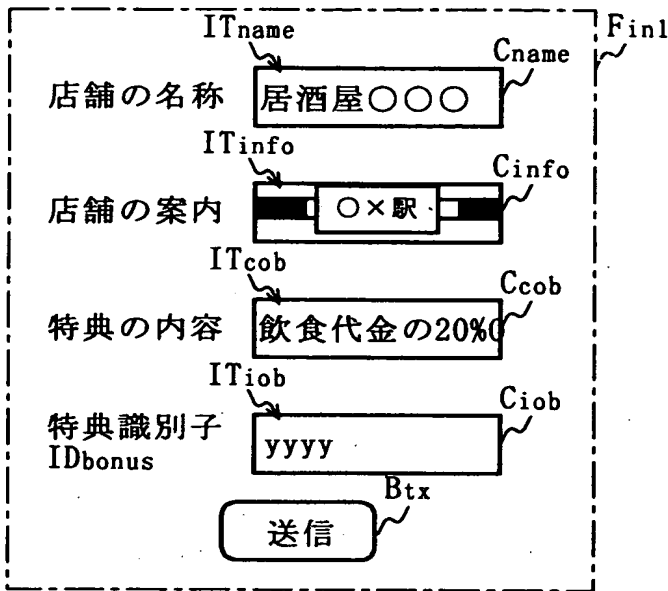 ITname
Fin1
Cname
店舗の名称 居酒屋○○○
ITinfo
Cinfo
店舗の案内 ○×駅
ITcob
Ccob
特典の内容 飲食代金の20%O
ITiob
Ciob
特典識別子
IDbonus
yyyy
Btx
送信